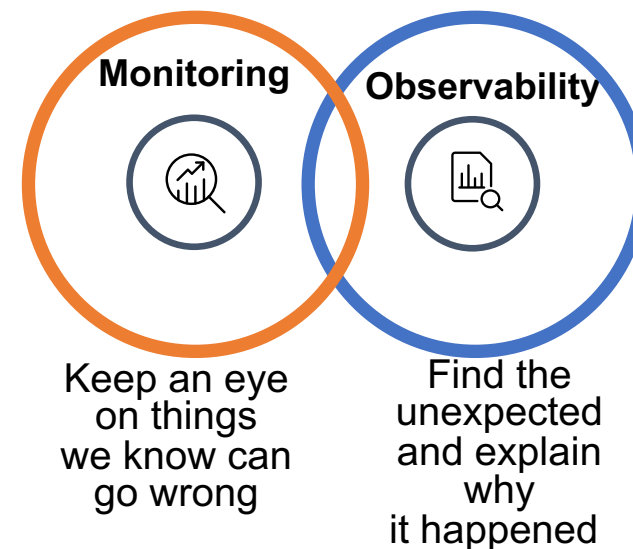 Monitoring
Observability
Keep an eye
on things
we know can
go wrong
Find the
unexpected
and explain
why
it happened